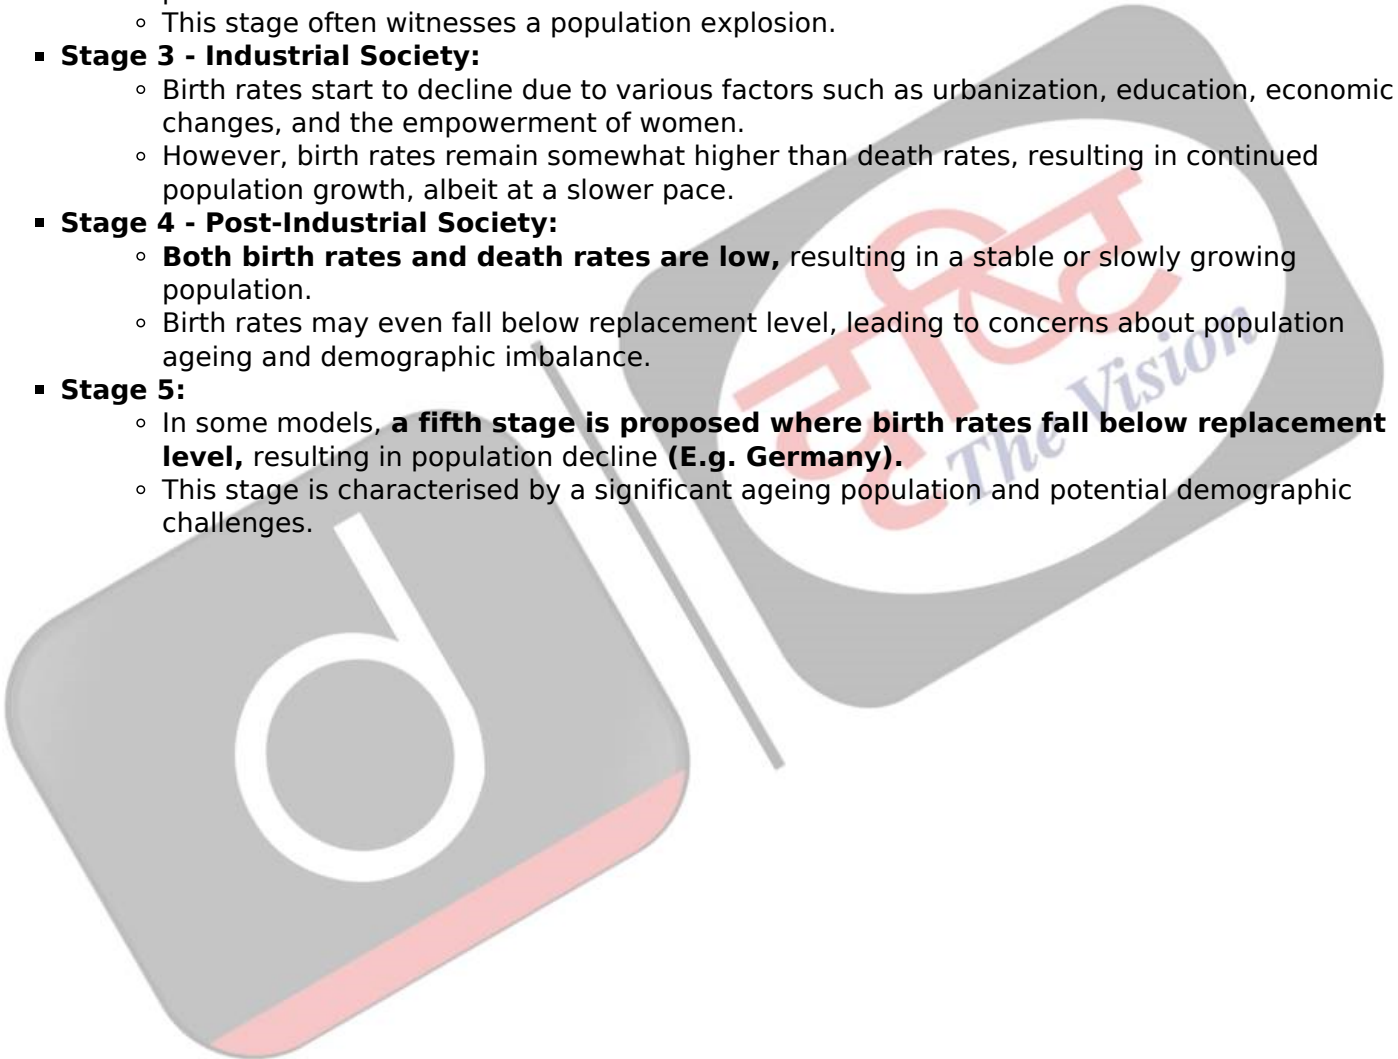 This stage often witnesses a population explosion.
Stage 3 - Industrial Society:
Birth rates start to decline due to various factors such as urbanization, education, economic
changes, and the empowerment of women.
However, birth rates remain somewhat higher than death rates, resulting in continued
population growth, albeit at a slower pace.
Stage 4 - Post-Industrial Society:
Both birth rates and death rates are low, resulting in a stable or slowly growing
population.
Birth rates may even fall below replacement level, leading to concerns about population
ageing and demographic imbalance.
Stage 5:
In some models, a fifth stage is proposed where birth rates fall below replacement
level, resulting in population decline (E.g. Germany).
This stage is characterised by a significant ageing population and potential demographic
challenges.
d
दृष्टि
The Vision